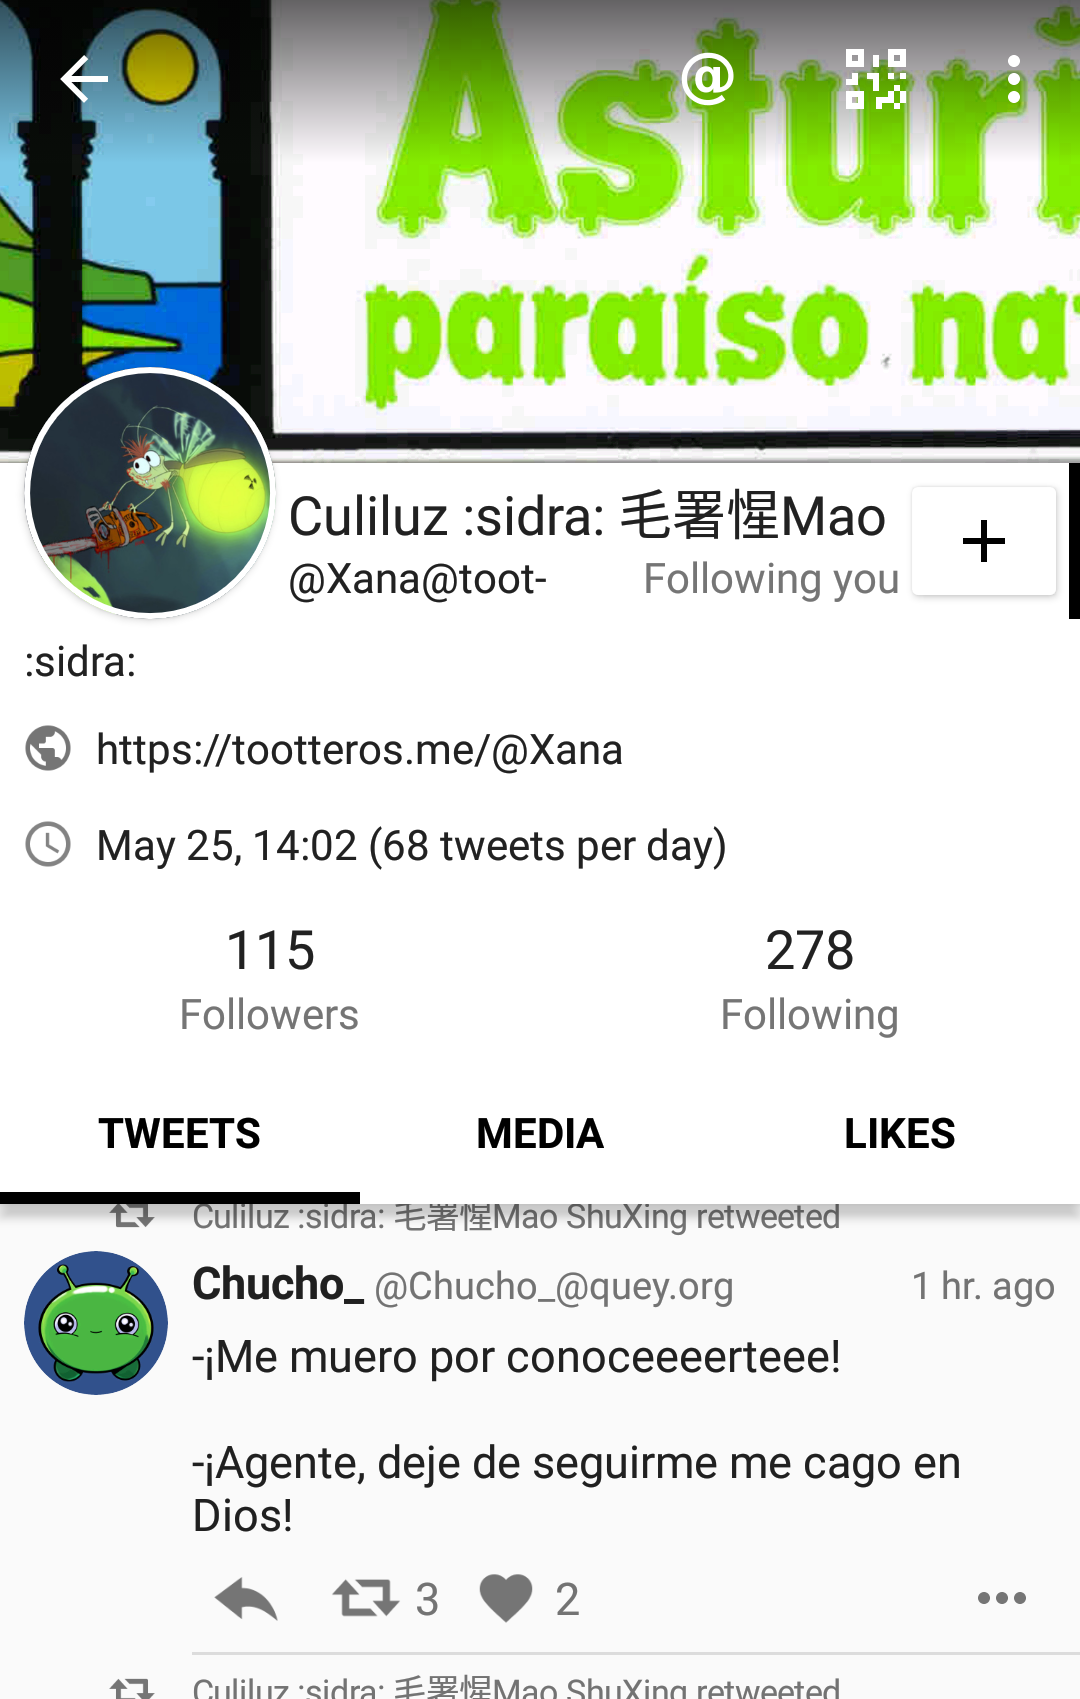 Asturi
paraíso nat
Culiluz :sidra: 毛署惺Mao
@Xana@toot-
Following you
:sidra:
https://tootteros.me/@Xana
May 25, 14:02 (68 tweets per day)
115
278
Followers
Following
TWEETS
MEDIA
LIKES
Culiluz :sidra: 毛署惺Mao ShuXing retweeted
Chucho_ @Chucho_@quey.org
1 hr. ago
-¡Me muero por conoceeeerteee!
-¡Agente, deje de seguirme me cago en
Dios!
3
2
Culiluz :sidra: 毛署惺Mao ShuXing retweeted